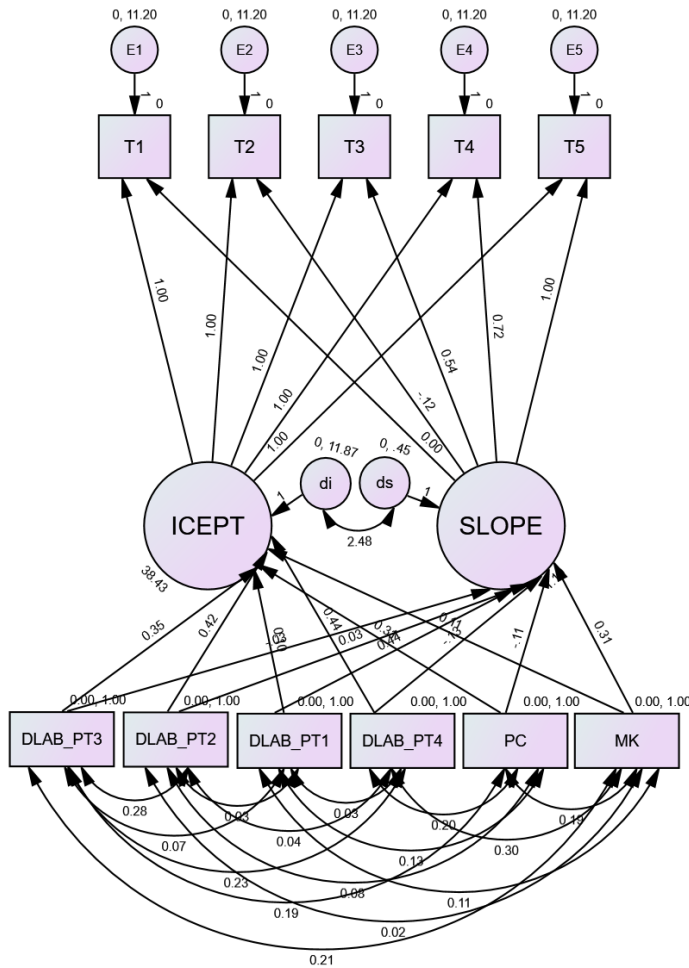 0, 11.20 0, 11.20 0, 11.20 0, 11.20 0, 11.20
E1 E2 E3 E4 E5
1 1 1 1 1
0 0 0 0 0
T1 T2 T3 T4 T5
1.00 1.00 1.00 1.00 1.00 0.00 -.12 0.54 0.72 1.00
0, 11.87 0, .45
di ds
1 1
ICEPT SLOPE
2.48
38.43
0.35 0.42 0.44 0.03 0.44 0.11 -.11 0.31
0.00, 1.00 0.00, 1.00 0.00, 1.00 0.00, 1.00 0.00, 1.00 0.00, 1.00
DLAB_PT3 DLAB_PT2 DLAB_PT1 DLAB_PT4 PC MK
0.28 0.03 0.03 0.20 0.19
0.07 0.04 0.13 0.30
0.23 0.08 0.11
0.19 0.02
0.21